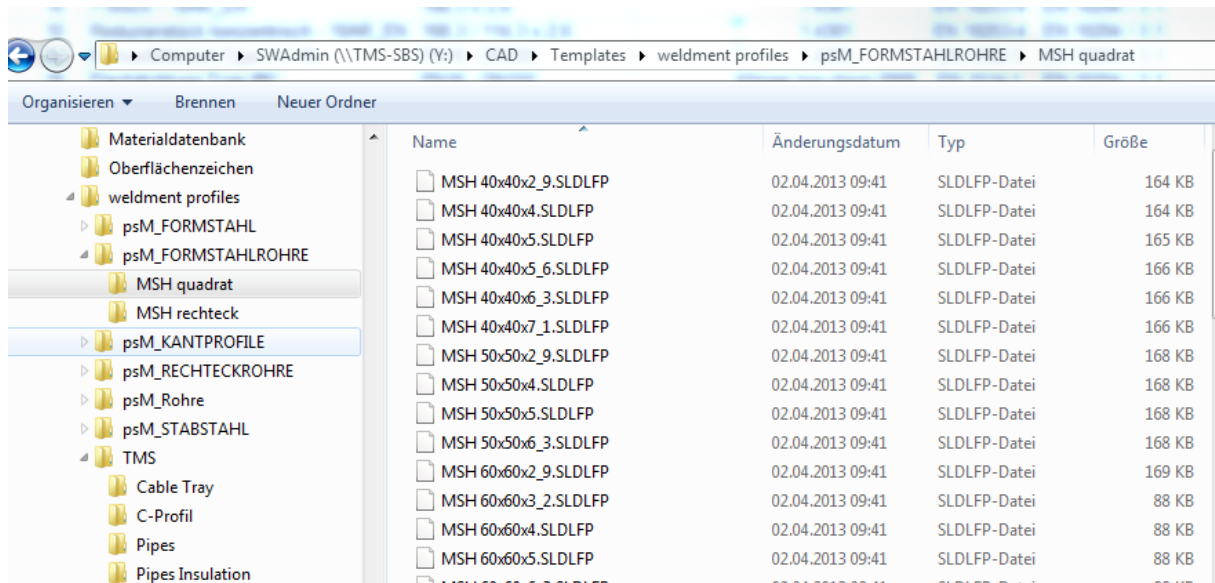 Computer SWAdmin (\\TMS-SBS) (Y:) CAD Templates weldment profiles psM_FORMSTAHLROHRE MSH quadrat
Organisieren Brennen Neuer Ordner
Materialdatenbank
Oberflächenzeichen
weldment profiles
psM_FORMSTAHL
psM_FORMSTAHLROHRE
MSH quadrat
MSH rechteck
psM_KANTPROFILE
psM_RECHTECKROHRE
psM_Rohre
psM_STABSTAHL
TMS
Cable Tray
C-Profil
Pipes
Pipes Insulation
Name Änderungsdatum Typ Größe
MSH 40x40x2_9.SLDLFP 02.04.2013 09:41 SLDLFP-Datei 164 KB
MSH 40x40x4.SLDLFP 02.04.2013 09:41 SLDLFP-Datei 164 KB
MSH 40x40x5.SLDLFP 02.04.2013 09:41 SLDLFP-Datei 165 KB
MSH 40x40x5_6.SLDLFP 02.04.2013 09:41 SLDLFP-Datei 166 KB
MSH 40x40x6_3.SLDLFP 02.04.2013 09:41 SLDLFP-Datei 166 KB
MSH 40x40x7_1.SLDLFP 02.04.2013 09:41 SLDLFP-Datei 166 KB
MSH 50x50x2_9.SLDLFP 02.04.2013 09:41 SLDLFP-Datei 168 KB
MSH 50x50x4.SLDLFP 02.04.2013 09:41 SLDLFP-Datei 168 KB
MSH 50x50x5.SLDLFP 02.04.2013 09:41 SLDLFP-Datei 168 KB
MSH 50x50x6_3.SLDLFP 02.04.2013 09:41 SLDLFP-Datei 168 KB
MSH 60x60x2_9.SLDLFP 02.04.2013 09:41 SLDLFP-Datei 169 KB
MSH 60x60x3_2.SLDLFP 02.04.2013 09:41 SLDLFP-Datei 88 KB
MSH 60x60x4.SLDLFP 02.04.2013 09:41 SLDLFP-Datei 88 KB
MSH 60x60x5.SLDLFP 02.04.2013 09:41 SLDLFP-Datei 88 KB